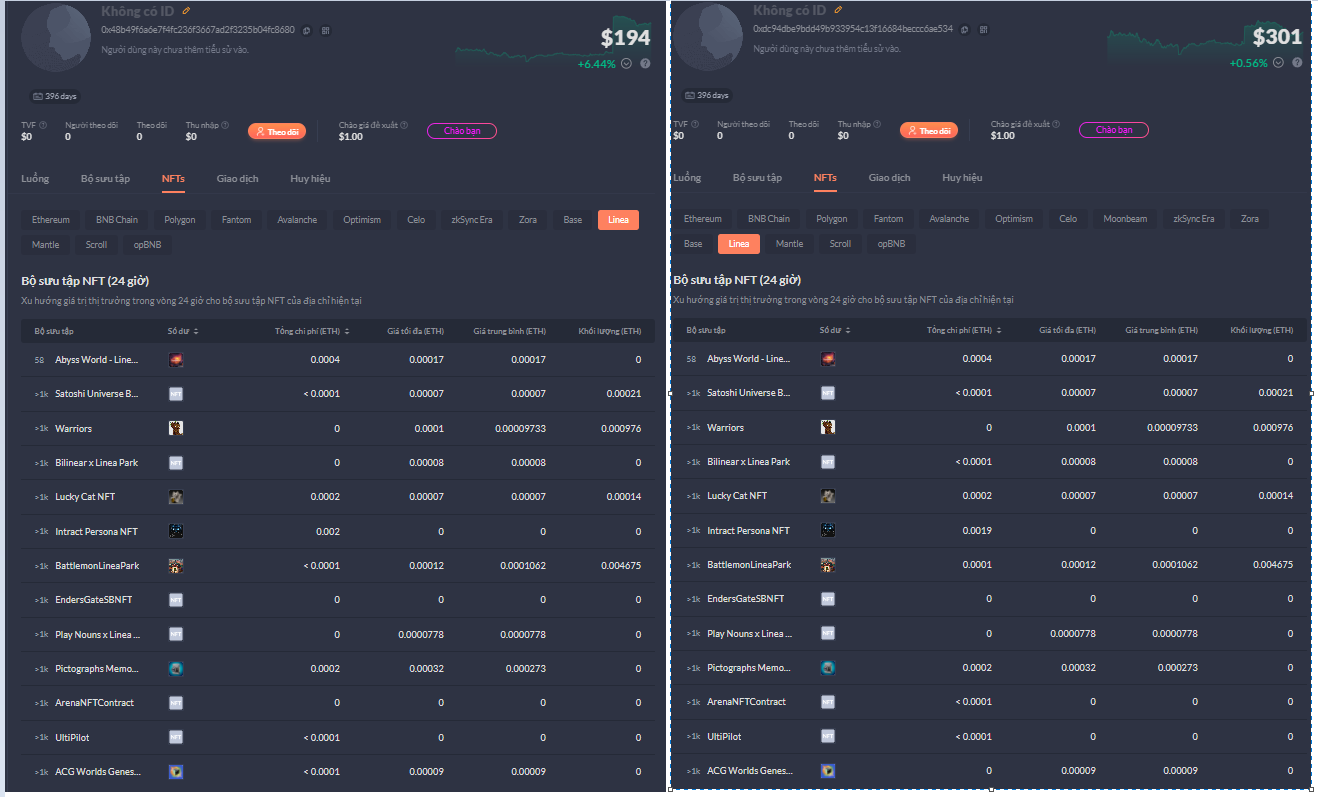 Không có ID
0x48b49f6a6e7f4fc236f3667ad2f3235b04fc8680
Người dùng này chưa thêm tiểu sử vào.
$194
+6.44%
396 days
TVF Người theo dõi Theo dõi Thu nhập Chào giá đề xuất
$0 0 0 $0 Theo dõi $1.00 Chào bạn
Luồng Bộ sưu tập NFTs Giao dịch Huy hiệu
Ethereum BNB Chain Polygon Fantom Avalanche Optimism Celo zkSync Era Zora Base Linea
Mantle Scroll opBNB
Bộ sưu tập NFT (24 giờ)
Xu hướng giá trị thị trường trong vòng 24 giờ cho bộ sưu tập NFT của địa chỉ hiện tại
Bộ sưu tập Số dư Tổng chi phí (ETH) Giá tối đa (ETH) Giá trung bình (ETH) Khối lượng (ETH)
58 Abyss World - Line... 0.0004 0.00017 0.00017 0
>1k Satoshi Universe B... NFT < 0.0001 0.00007 0.00007 0.00021
>1k Warriors 0 0.0001 0.00009733 0.000976
>1k Bilinear x Linea Park NFT 0 0.00008 0.00008 0
>1k Lucky Cat NFT 0.0002 0.00007 0.00007 0.00014
>1k Intract Persona NFT 0.002 0 0 0
>1k BattlemonLineaPark < 0.0001 0.00012 0.0001062 0.004675
>1k EndersGateSBNFT NFT 0 0 0 0
>1k Play Nouns x Linea ... NFT 0 0.0000778 0.0000778 0
>1k Pictographs Memo... 0.0002 0.00032 0.000273 0
>1k ArenaNFTContract NFT 0 0 0 0
>1k UltiPilot NFT < 0.0001 0 0 0
>1k ACG Worlds Genes... < 0.0001 0.00009 0.00009 0
Không có ID
0xdc94dbe9bdd49b933954c13f16684beccc6ae534
Người dùng này chưa thêm tiểu sử vào.
$301
+0.56%
396 days
TVF Người theo dõi Theo dõi Thu nhập Chào giá đề xuất
$0 0 0 $0 Theo dõi $1.00 Chào bạn
Luồng Bộ sưu tập NFTs Giao dịch Huy hiệu
Ethereum BNB Chain Polygon Fantom Avalanche Optimism Celo Moonbeam zkSync Era Zora
Base Linea Mantle Scroll opBNB
Bộ sưu tập NFT (24 giờ)
Xu hướng giá trị thị trường trong vòng 24 giờ cho bộ sưu tập NFT của địa chỉ hiện tại
Bộ sưu tập Số dư Tổng chi phí (ETH) Giá tối đa (ETH) Giá trung bình (ETH) Khối lượng (ETH)
58 Abyss World - Line... 0.0004 0.00017 0.00017 0
>1k Satoshi Universe B... NFT < 0.0001 0.00007 0.00007 0.00021
>1k Warriors 0 0.0001 0.00009733 0.000976
>1k Bilinear x Linea Park NFT < 0.0001 0.00008 0.00008 0
>1k Lucky Cat NFT 0.0002 0.00007 0.00007 0.00014
>1k Intract Persona NFT 0.0019 0 0 0
>1k BattlemonLineaPark 0.0001 0.00012 0.0001062 0.004675
>1k EndersGateSBNFT NFT 0 0 0 0
>1k Play Nouns x Linea ... NFT 0 0.0000778 0.0000778 0
>1k Pictographs Memo... 0.0002 0.00032 0.000273 0
>1k ArenaNFTContract NFT < 0.0001 0 0 0
>1k UltiPilot NFT < 0.0001 0 0 0
>1k ACG Worlds Genes... 0 0.00009 0.00009 0